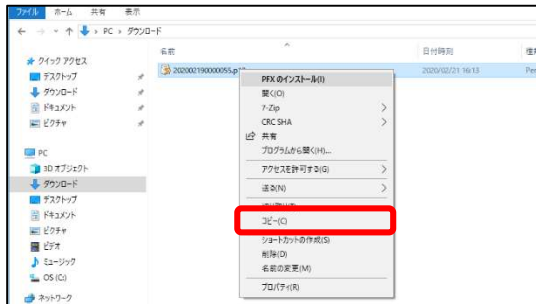 ファイル ホーム 共有 表示
PC > ダウンロード
名前 日付時刻
クイック アクセス
デスクトップ
ダウンロード
ドキュメント
ピクチャ
PC
3D オブジェクト
ダウンロード
デスクトップ
ドキュメント
ピクチャ
ビデオ
ミュージック
OS (C:)
ネットワーク
202002190000055.p12 2020/02/21 16:13 Per
PFX のインストール(I)
開く(O)
7-Zip
CRC SHA
共有
プログラムから開く(H)...
アクセスを許可する(G)
送る(N)
コピー(C)
ショートカットの作成(S)
削除(D)
名前の変更(M)
プロパティ(R)